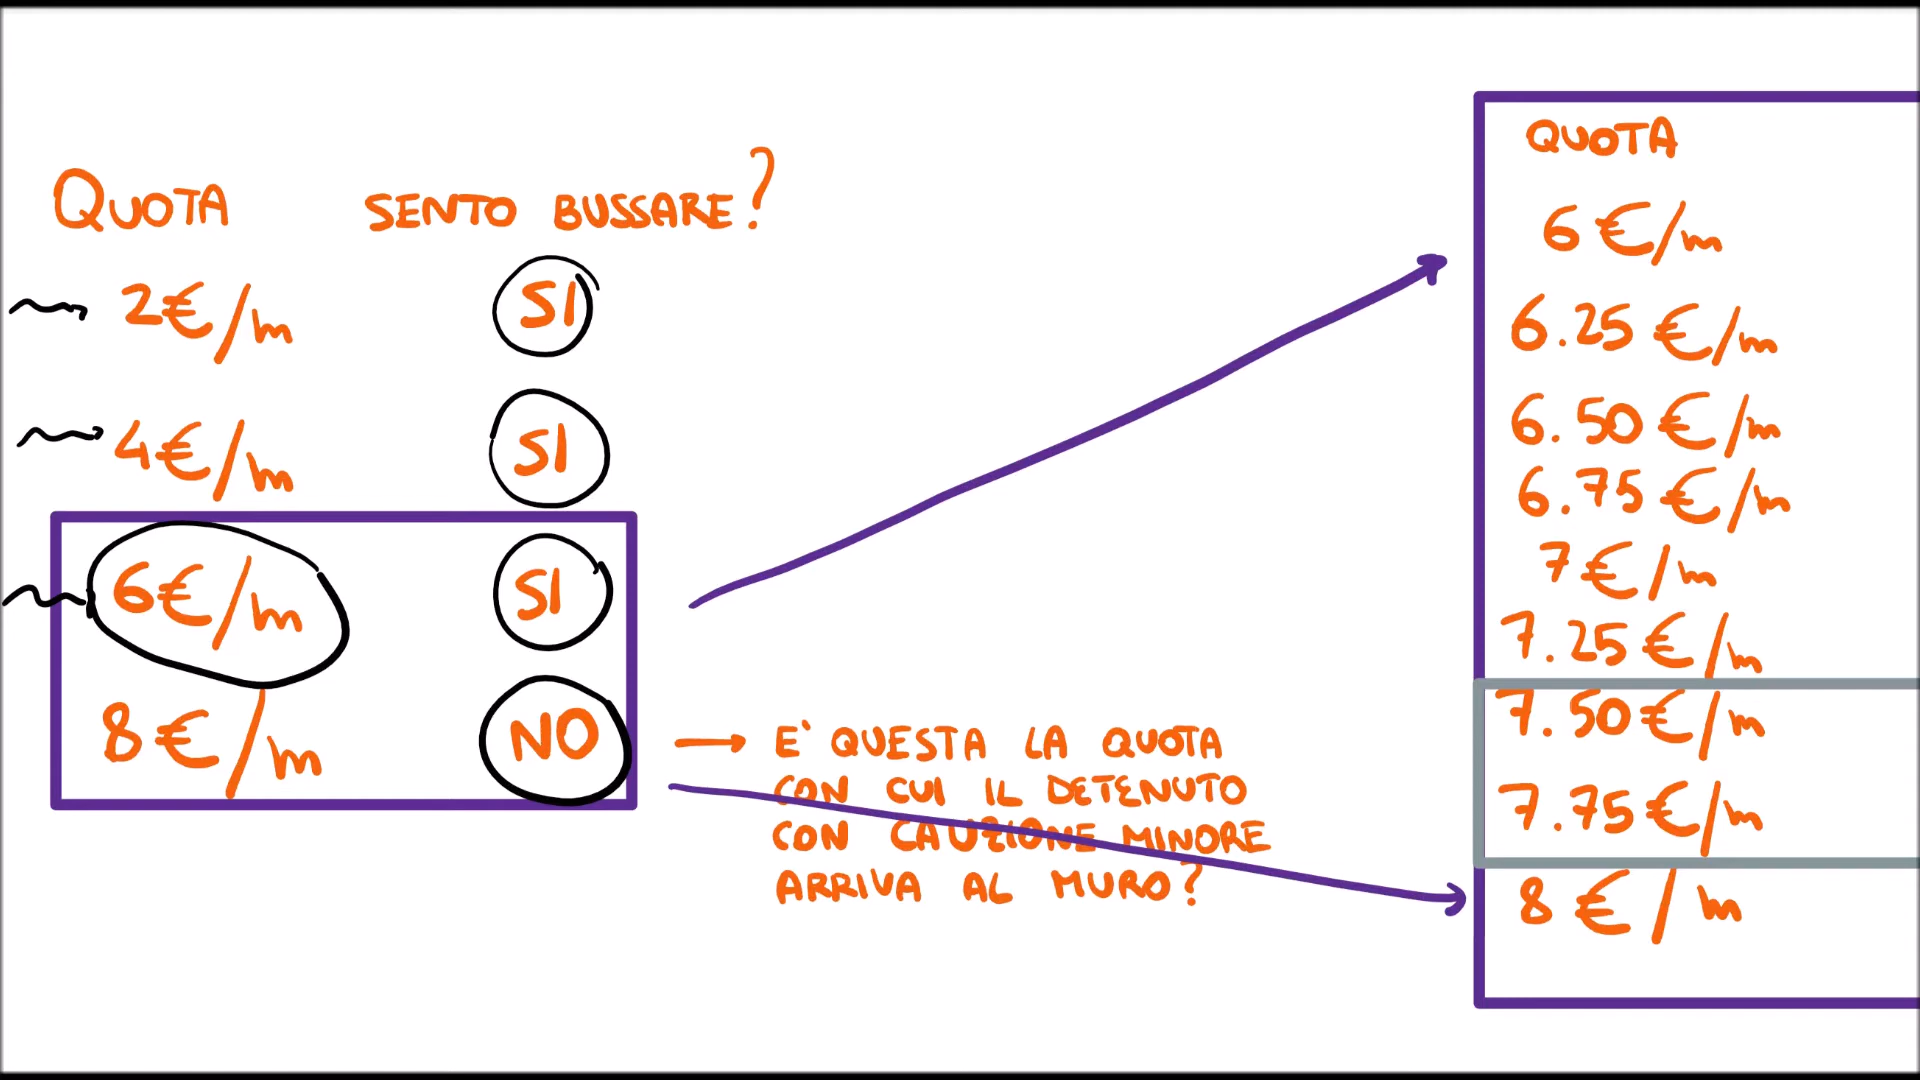 QUOTA SENTO BUSSARE?
2€/m SI
4€/m SI
6€/m SI
8€/m NO
E' QUESTA LA QUOTA
CON CUI IL DETENUTO
CON CAUZIONE MINORE
ARRIVA AL MURO?
QUOTA
6€/m
6.25€/m
6.50€/m
6.75€/m
7€/m
7.25€/m
7.50€/m
7.75€/m
8€/m